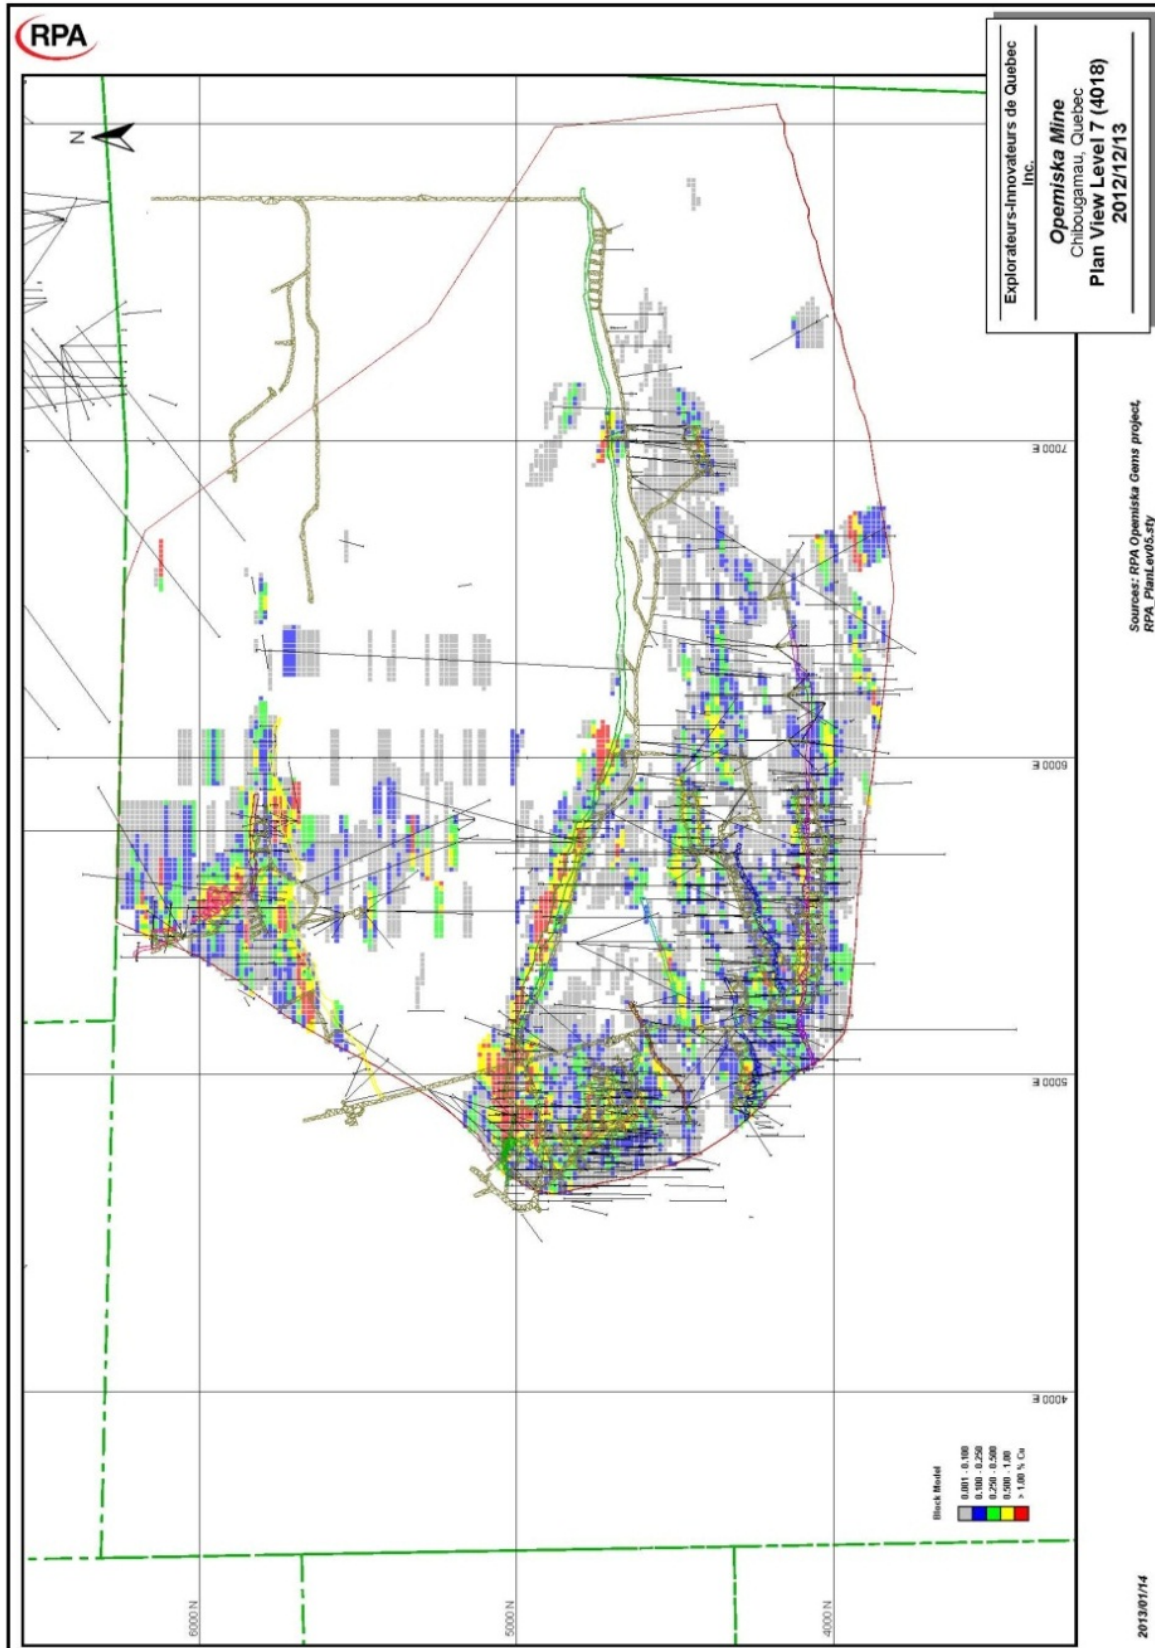 RPA
N
Explorateurs-Innovateurs de Quebec
Inc.
Opemiska Mine
Chibougamau, Quebec
Plan View Level 7 (4018)
2012/12/13
7000 E
6000 E
5000 E
4000 E
6000 N
5000 N
4000 N
Block Model
0.001 - 0.100
0.100 - 0.250
0.250 - 0.500
0.500 - 1.00
> 1.00 % Cu
Sources: RPA Opemiska Gems project,
RPA_PlanLev05.sty
2013/01/14